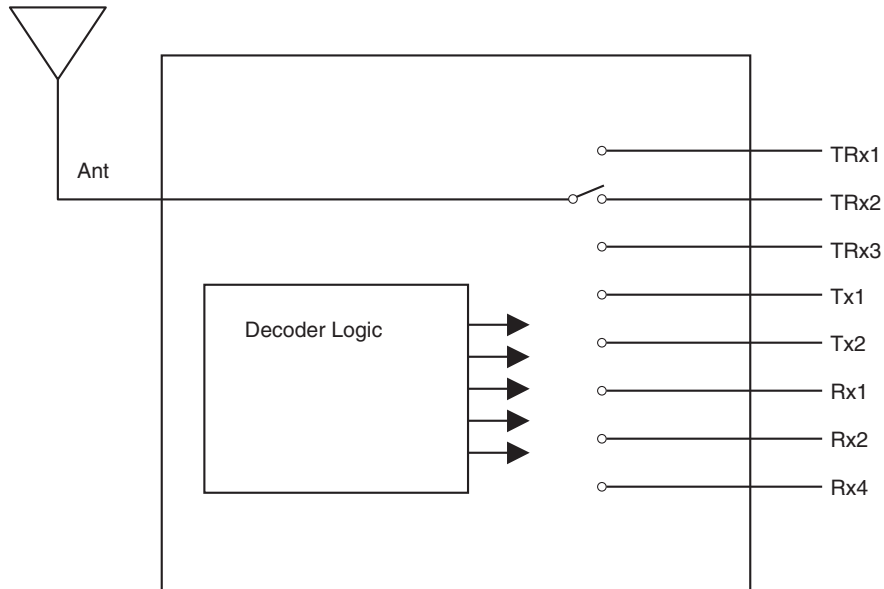 Ant
TRx1
TRx2
TRx3
Decoder Logic
Tx1
Tx2
Rx1
Rx2
Rx4